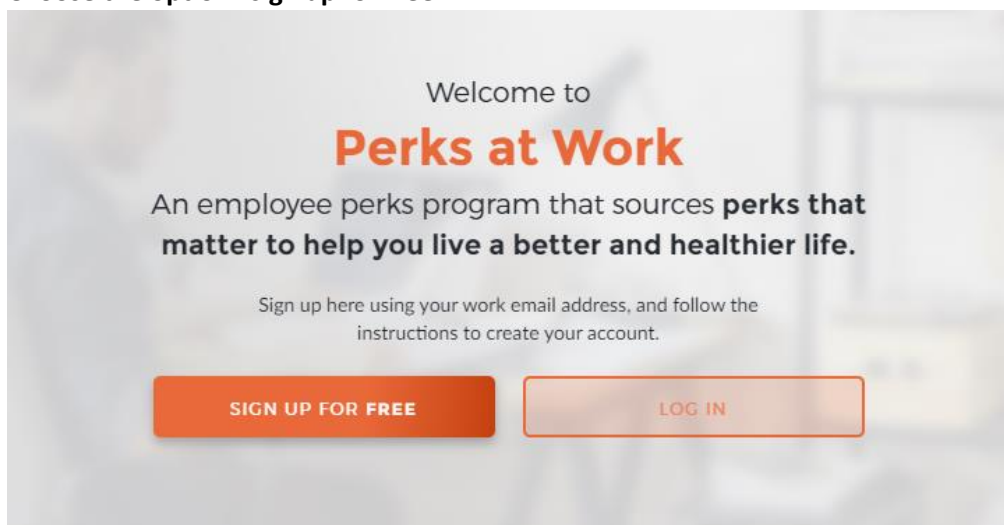 Welcome to
Perks at Work
An employee perks program that sources perks that
matter to help you live a better and healthier life.
Sign up here using your work email address, and follow the
instructions to create your account.
SIGN UP FOR FREE
LOG IN